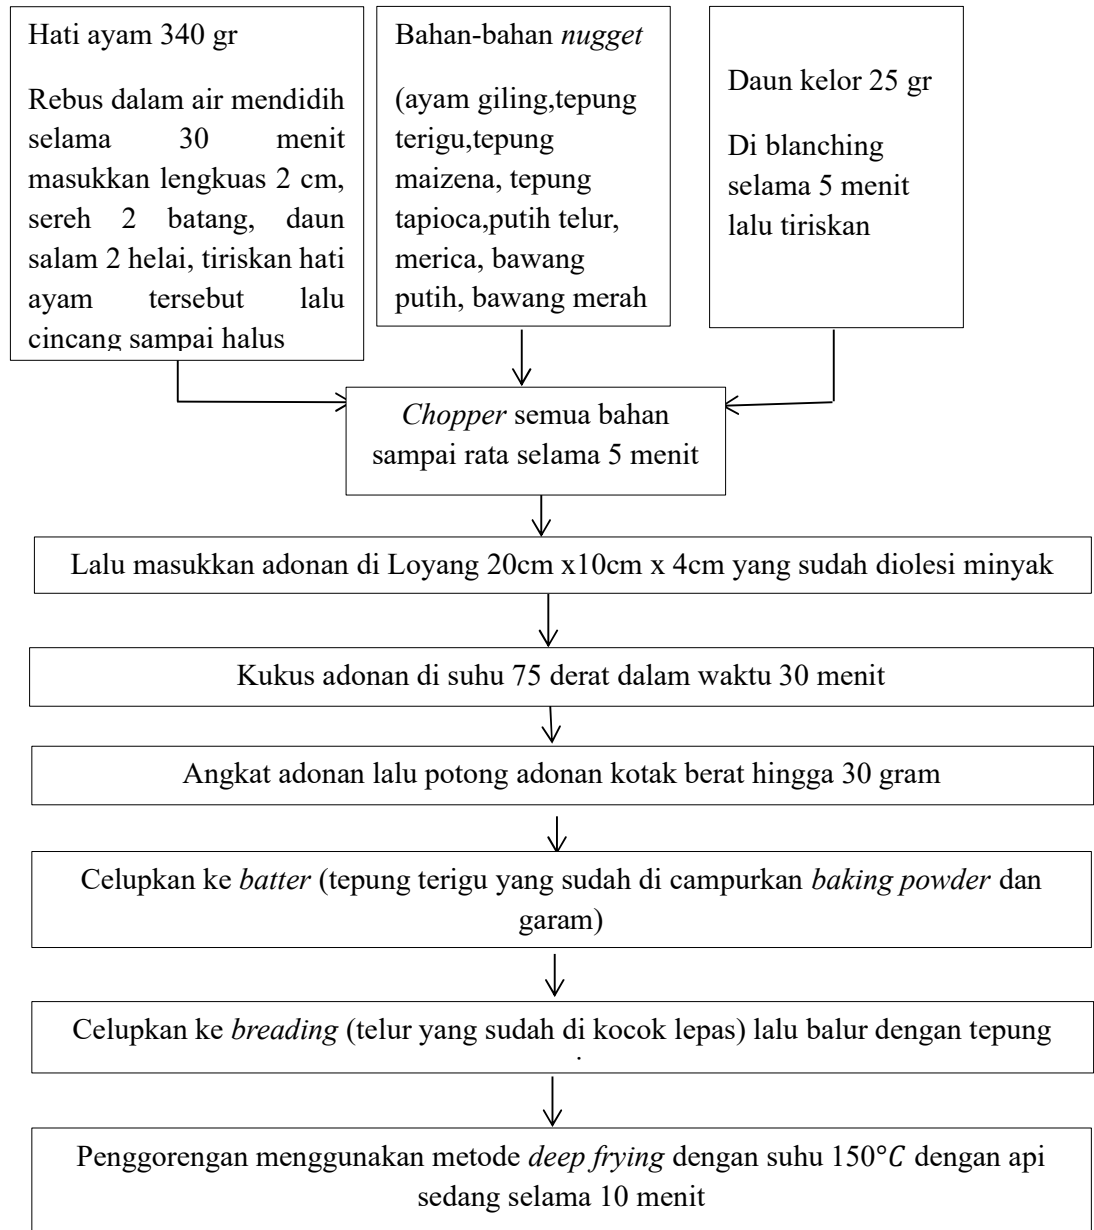 Hati ayam 340 gr
Rebus dalam air mendidih
selama 30 menit
masukkan lengkuas 2 cm,
sereh 2 batang, daun
salam 2 helai, tiriskan hati
ayam tersebut lalu
cincang sampai halus
Bahan-bahan nugget
(ayam giling,tepung
terigu,tepung
maizena, tepung
tapioca,putih telur,
merica, bawang
putih, bawang merah
Daun kelor 25 gr
Di blanching
selama 5 menit
lalu tiriskan
Chopper semua bahan
sampai rata selama 5 menit
Lalu masukkan adonan di Loyang 20cm x10cm x 4cm yang sudah diolesi minyak
Kukus adonan di suhu 75 derat dalam waktu 30 menit
Angkat adonan lalu potong adonan kotak berat hingga 30 gram
Celupkan ke batter (tepung terigu yang sudah di campurkan baking powder dan
garam)
Celupkan ke breading (telur yang sudah di kocok lepas) lalu balur dengan tepung
Penggorengan menggunakan metode deep frying dengan suhu 150°C dengan api
sedang selama 10 menit